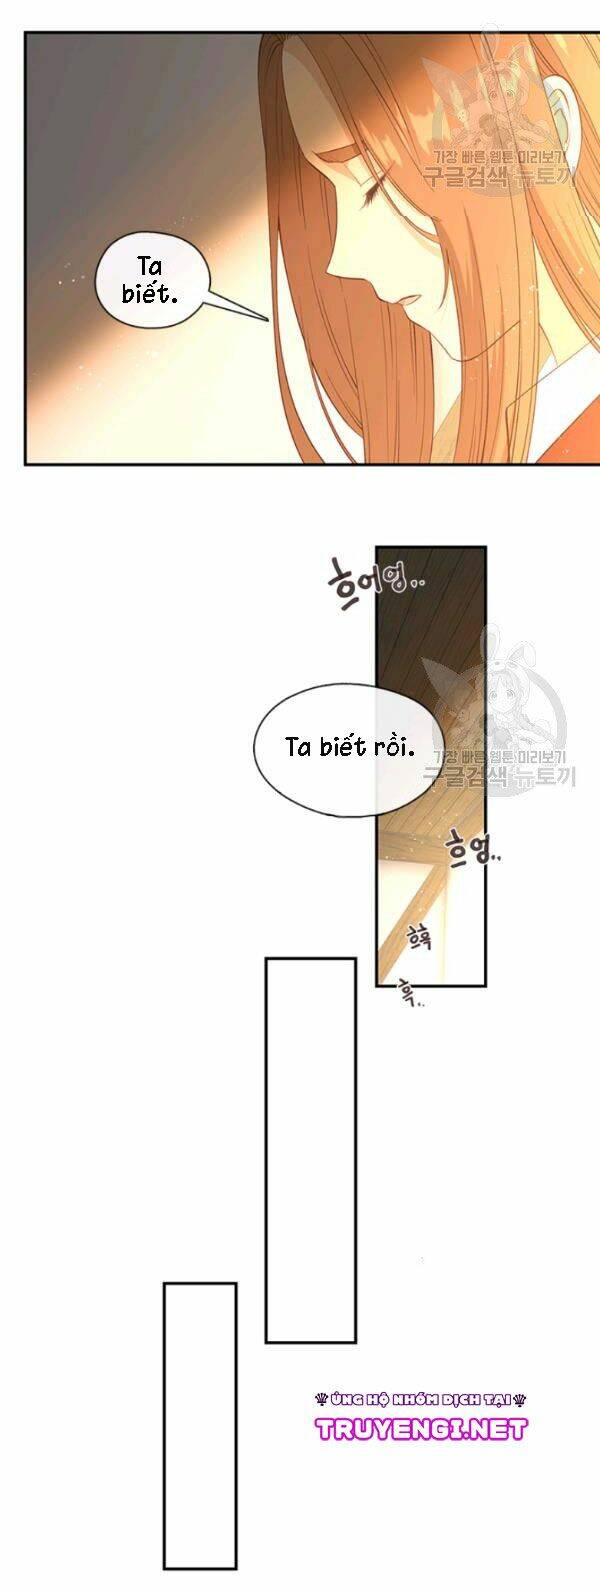 가장 빠른 웹툰 미리보기
구글검색 뉴토끼
Ta
biết.
흐어엉..
Ta biết rồi.
가장 빠른 웹툰 미리보기
구글검색 뉴토끼
흐엉..
흐흑
흑..
ỦNG HỘ NHÓM DỊCH TẠI
TRUYENGI.NET